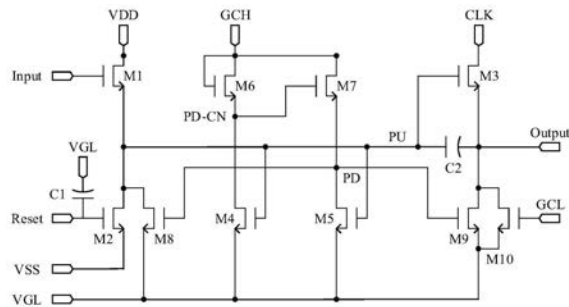 VDD GCH CLK
Input M1 M6 M7 M3
PD-CN
VGL PU Output
C1 C2
PD
Reset M4 M5 GCL
M2 M8 M9
M10
VSS
VGL